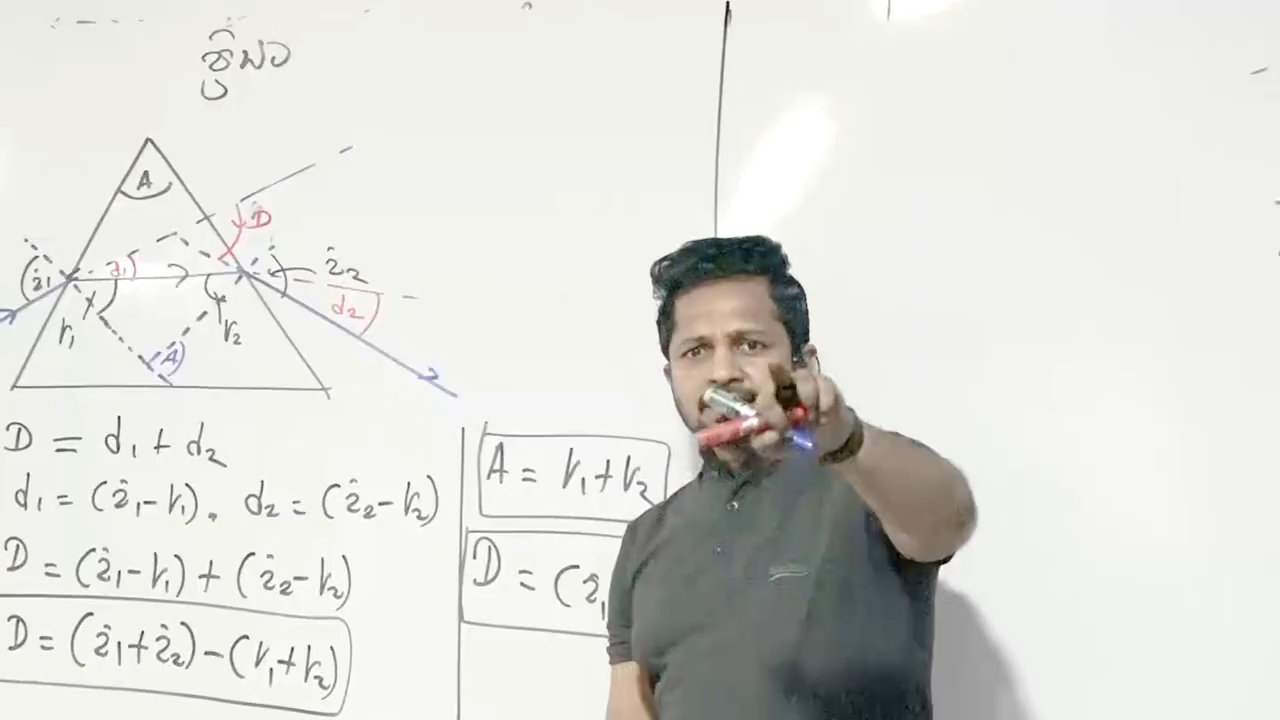 A
D
i₁
d₁
i₂
d₂
r₁
r₂
A
D = d₁ + d₂
d₁ = (i₁ - r₁). d₂ = (i₂ - r₂)
D = (i₁ - r₁) + (i₂ - r₂)
D = (i₁ + i₂) - (r₁ + r₂)
A = r₁ + r₂
D = (i₁